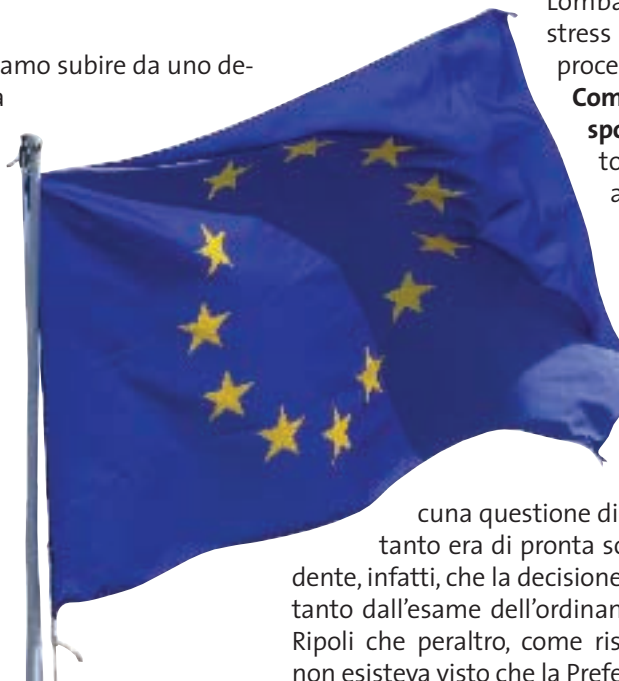 amo subire da uno de-
stress
proce
Com
spo
to
a
cuna questione di
tanto era di pronta
dente, infatti, che la decisione
tanto dall'esame dell'ordinan
Ripoli che peraltro, come ris
non esisteva visto che la Prefe